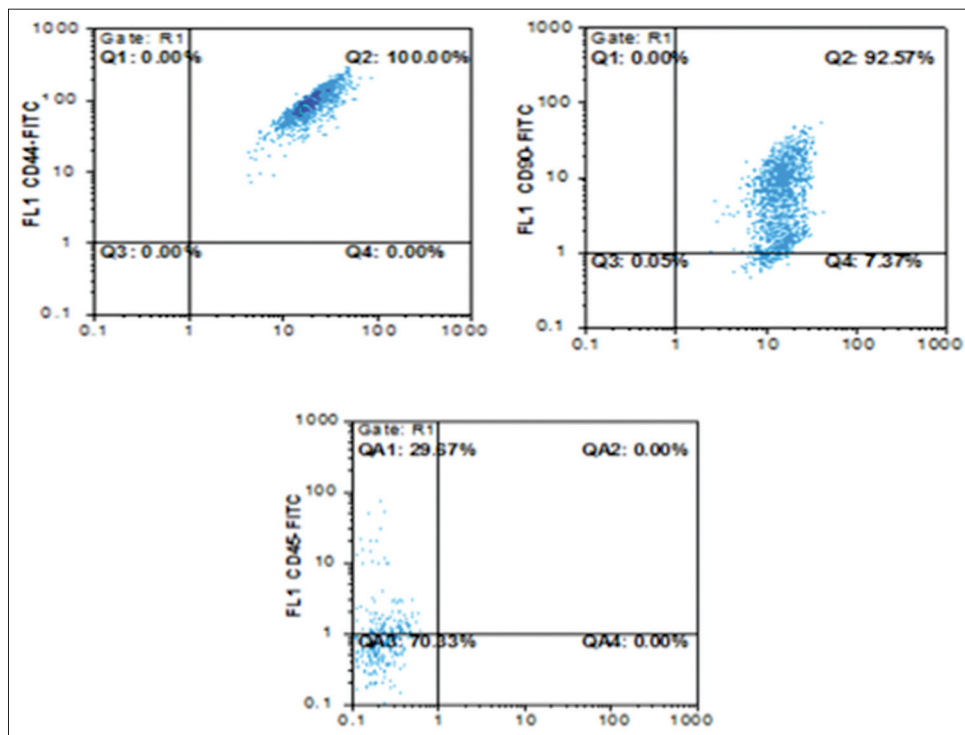 Gate: R1
Q1: 0.00% Q2: 100.00%
Q3: 0.00% Q4: 0.00%
FL1 CD44-FITC
1000
100
10
1
0.1
0.1 1 10 100 1000
Gate: R1
Q1: 0.00% Q2: 92.57%
Q3: 0.05% Q4: 7.37%
FL1 CD90-FITC
1000
100
10
1
0.1
0.1 1 10 100 1000
Gate: R1
QA1: 29.67% QA2: 0.00%
QA3: 70.33% QA4: 0.00%
FL1 CD45-FITC
1000
100
10
1
0.1
0.1 1 10 100 1000